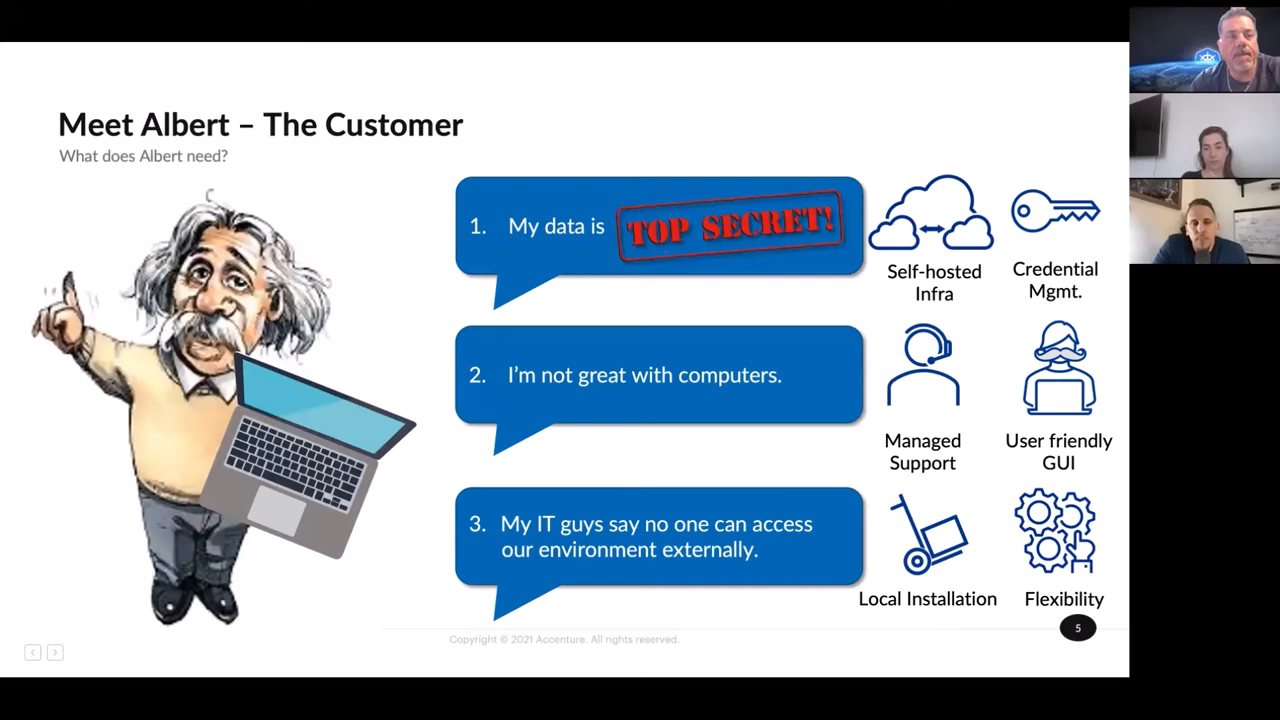 Meet Albert – The Customer
What does Albert need?
1. My data is TOP SECRET!
Self-hosted
Infra
Credential
Mgmt.
2. I'm not great with computers.
Managed
Support
User friendly
GUI
3. My IT guys say no one can access
our environment externally.
Local Installation
Flexibility
Copyright © 2021 Accenture. All rights reserved.
5